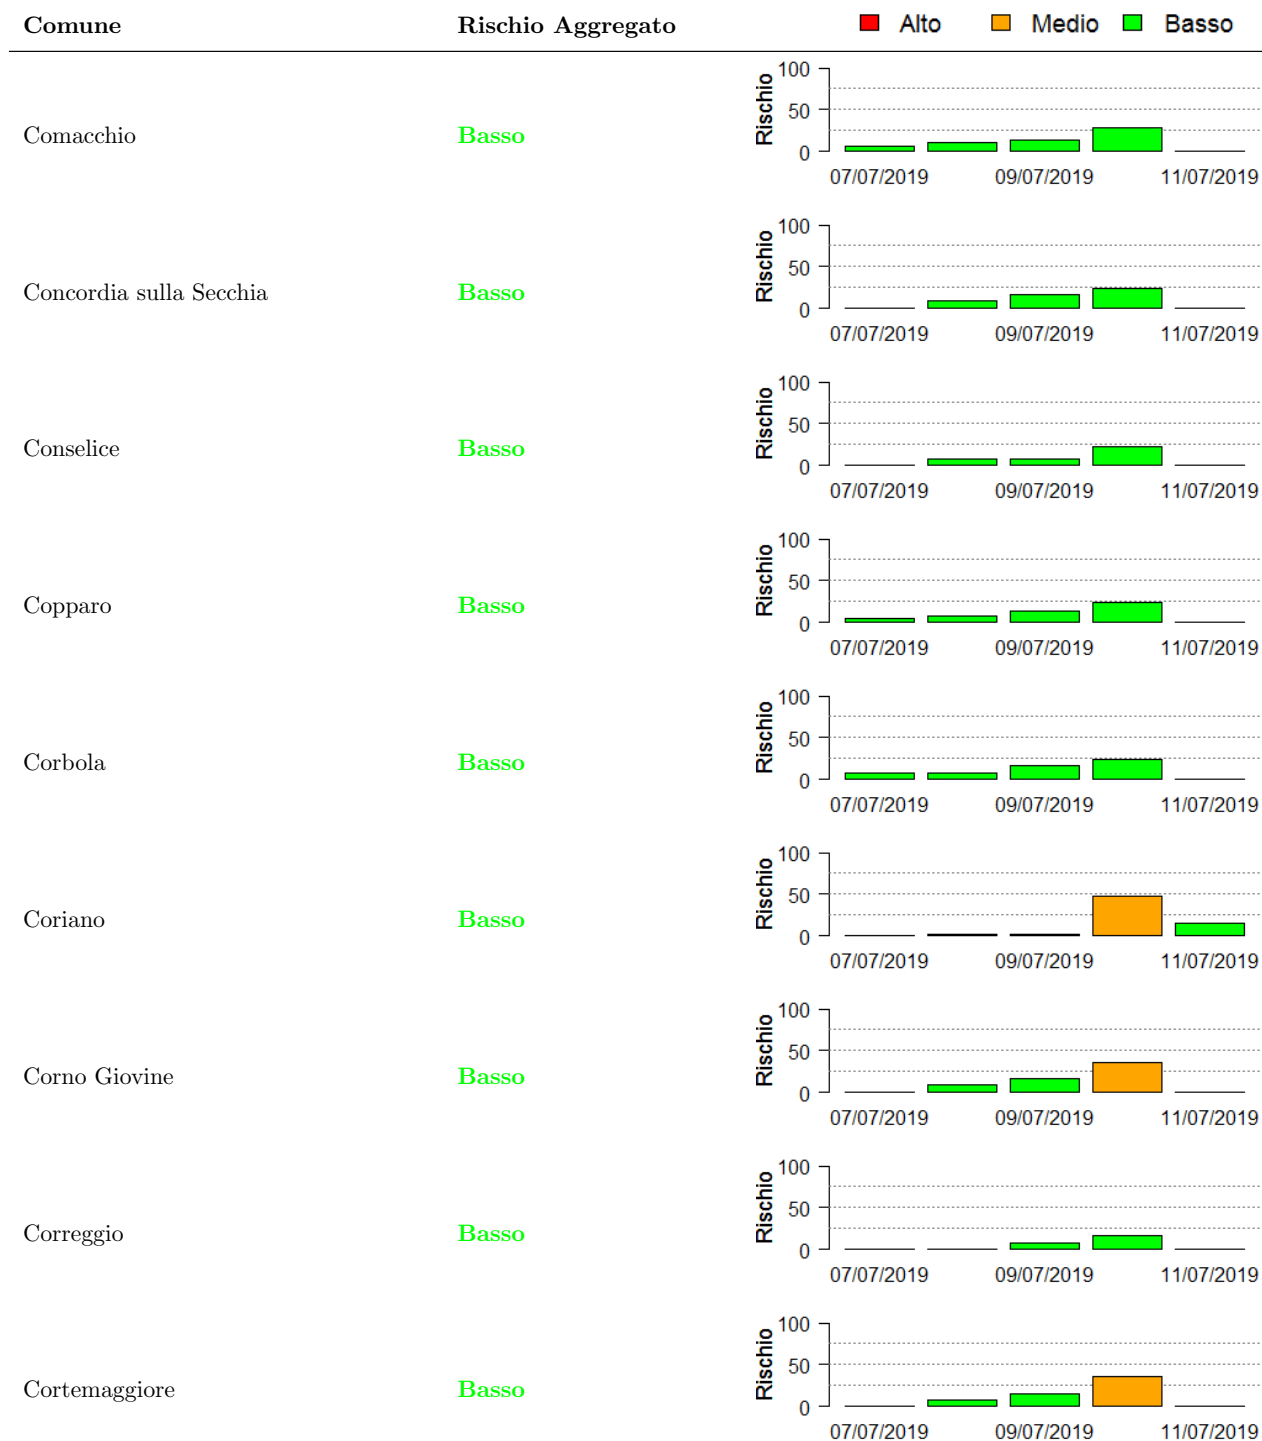 Comune Rischio Aggregato Alto Medio Basso
100
50
0
Rischio
Comacchio Basso
07/07/2019 09/07/2019 11/07/2019
100
50
0
Rischio
Concordia sulla Secchia Basso
07/07/2019 09/07/2019 11/07/2019
100
50
0
Rischio
Conselice Basso
07/07/2019 09/07/2019 11/07/2019
100
50
0
Rischio
Copparo Basso
07/07/2019 09/07/2019 11/07/2019
100
50
0
Rischio
Corbola Basso
07/07/2019 09/07/2019 11/07/2019
100
50
0
Rischio
Coriano Basso
07/07/2019 09/07/2019 11/07/2019
100
50
0
Rischio
Corno Giovine Basso
07/07/2019 09/07/2019 11/07/2019
100
50
0
Rischio
Correggio Basso
07/07/2019 09/07/2019 11/07/2019
100
50
0
Rischio
Cortemaggiore Basso
07/07/2019 09/07/2019 11/07/2019